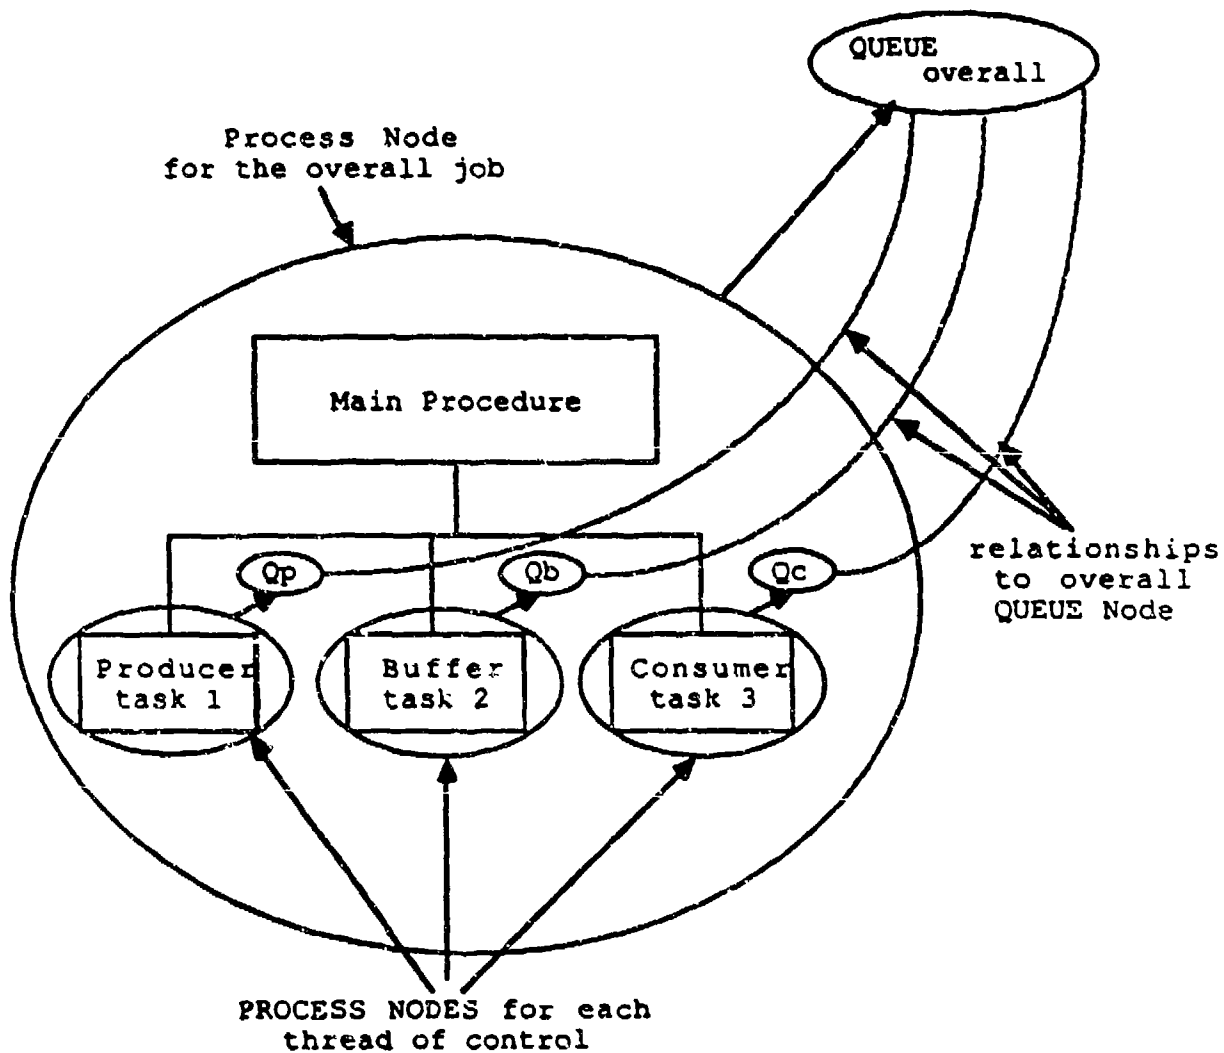 QUEUE
overall
Process Node
for the overall job
Main Procedure
relationships
to overall
QUEUE Node
Qp
Qb
Qc
Producer
task 1
Buffer
task 2
Consumer
task 3
PROCESS NODES for each
thread of control